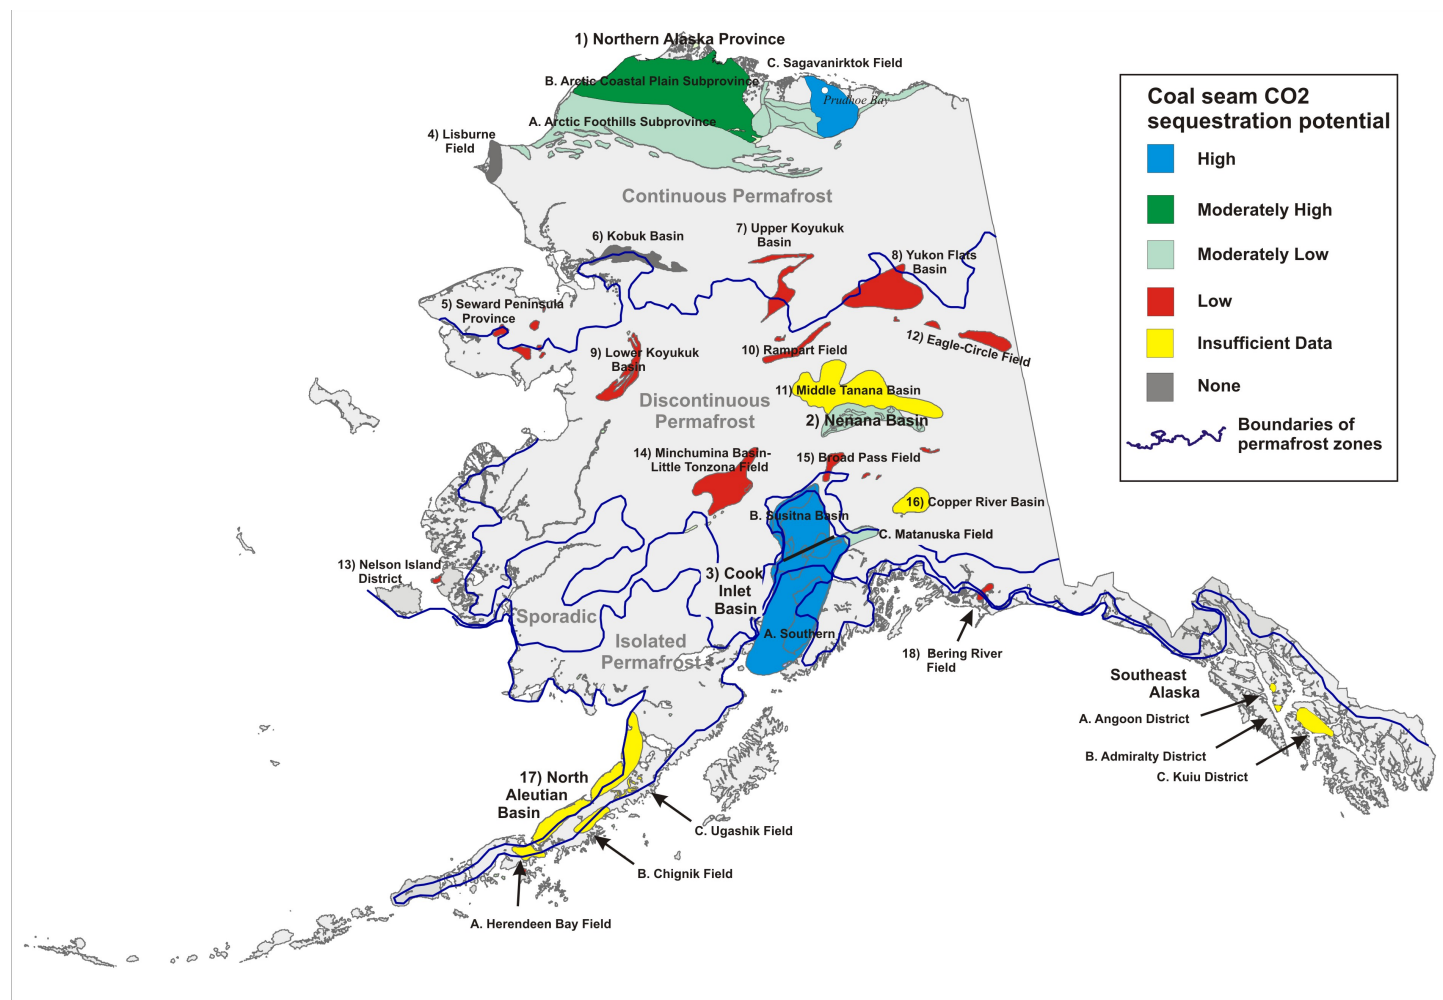 1) Northern Alaska Province
C. Sagavanirktok Field
B. Arctic Coastal Plain Subprovince
Prudhoe Bay
A. Arctic Foothills Subprovince
4) Lisburne
Field
Continuous Permafrost
6) Kobuk Basin
7) Upper Koyukuk
Basin
8) Yukon Flats
Basin
5) Seward Peninsula
Province
9) Lower Koyukuk
Basin
10) Rampart Field
12) Eagle-Circle Field
11) Middle Tanana Basin
Discontinuous
Permafrost
2) Nenana Basin
14) Minchumina Basin-
Little Tonzona Field
15) Broad Pass Field
16) Copper River Basin
B. Susitna Basin
C. Matanuska Field
13) Nelson Island
District
3) Cook
Inlet
Basin
Sporadic
Isolated
Permafrost
A. Southern
18) Bering River
Field
Southeast
Alaska
A. Angoon District
B. Admiralty District
C. Kuiu District
17) North
Aleutian
Basin
C. Ugashik Field
B. Chignik Field
A. Herendeen Bay Field
Coal seam CO2
sequestration potential
High
Moderately High
Moderately Low
Low
Insufficient Data
None
Boundaries of
permafrost zones